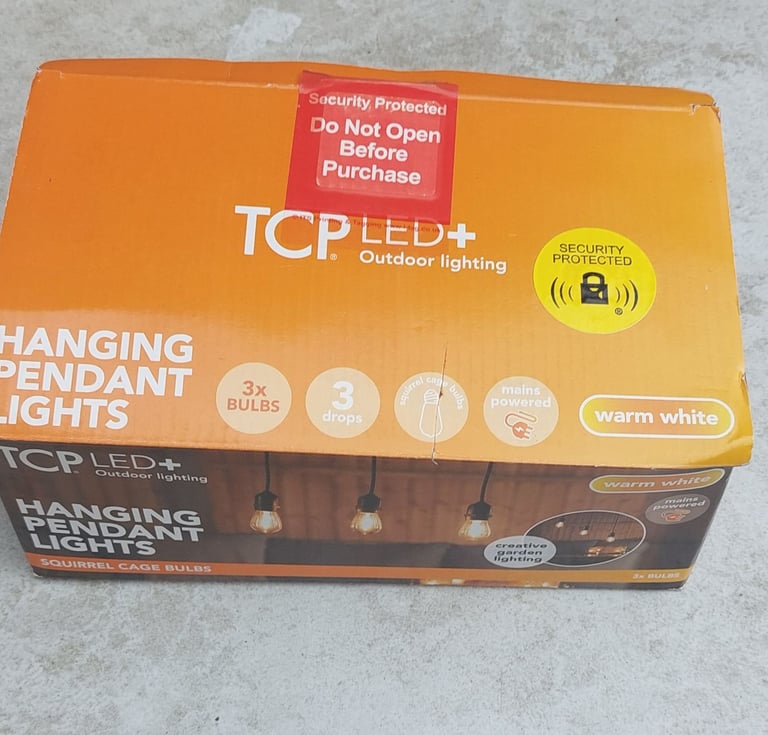 Security Protected
Do Not Open
Before
Purchase
TCP LED+
Outdoor lighting
SECURITY
PROTECTED
®
HANGING
PENDANT
LIGHTS
3x
BULBS
3
drops
squirrel cage bulbs
mains
powered
warm white
TCP LED+
Outdoor lighting
HANGING
PENDANT
LIGHTS
SQUIRREL CAGE BULBS
creative
garden
lighting
warm white
mains
powered
3x BULBS